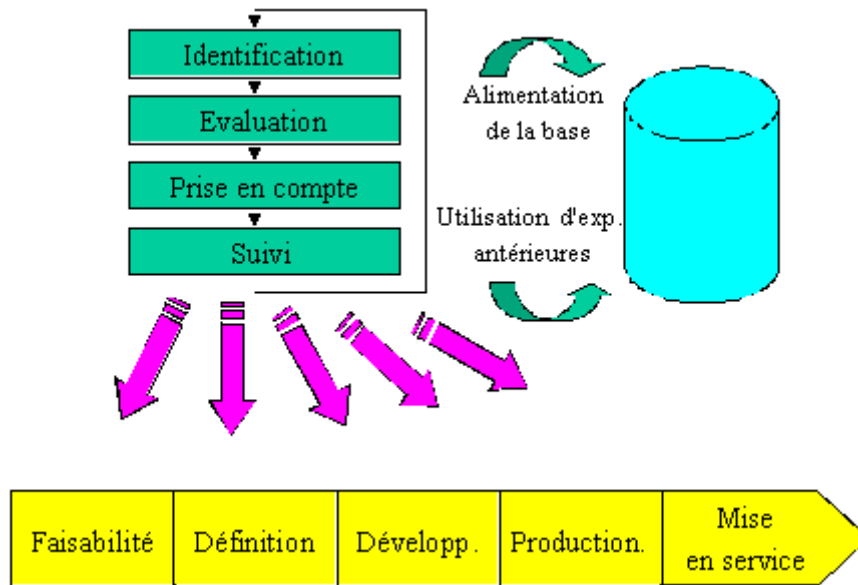 Identification
Evaluation
Prise en compte
Suivi
Alimentation
de la base
Utilisation d'exp.
antérieures
Faisabilité
Définition
Développ.
Production.
Mise
en service